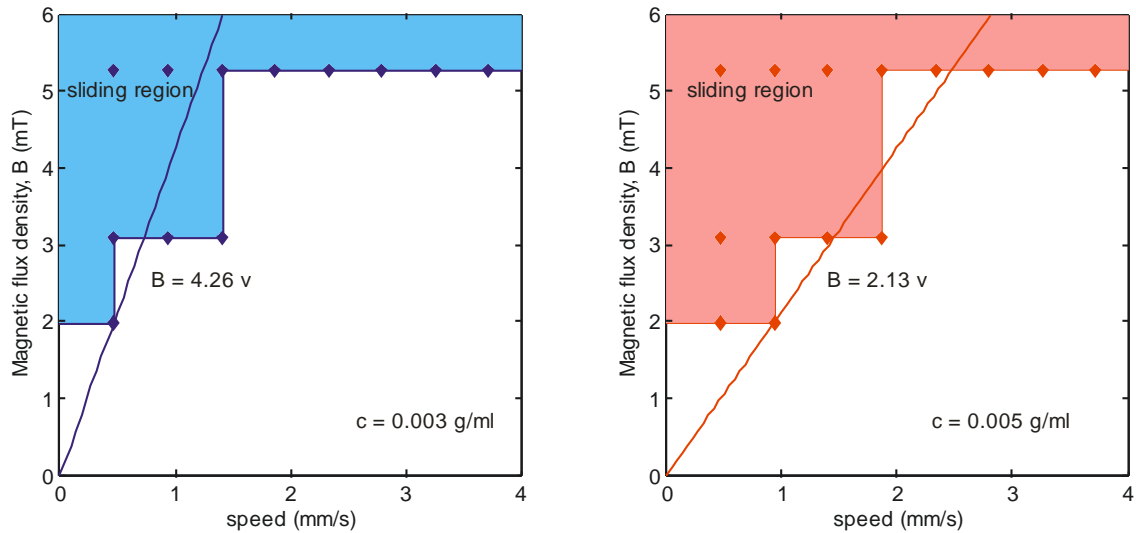 6
5
4
3
2
1
0
Magnetic flux density, B (mT)
sliding region
B = 4.26 v
c = 0.003 g/ml
0 1 2 3 4
speed (mm/s)
6
5
4
3
2
1
0
Magnetic flux density, B (mT)
sliding region
B = 2.13 v
c = 0.005 g/ml
0 1 2 3 4
speed (mm/s)